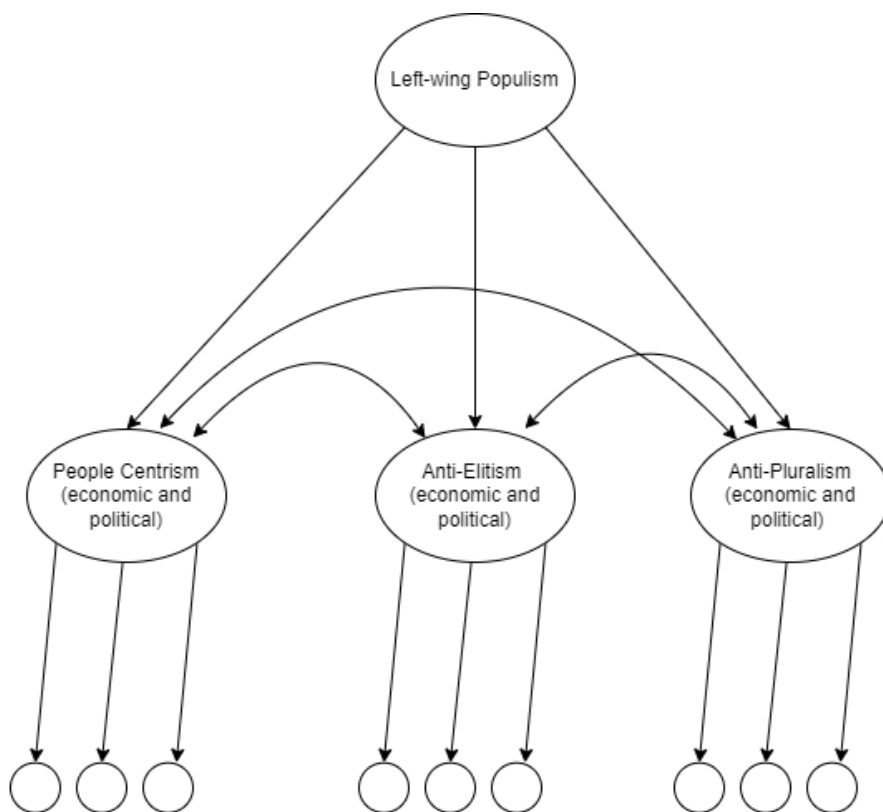 Left-wing Populism
People Centrism
(economic and
political)
Anti-Elitism
(economic and
political)
Anti-Pluralism
(economic and
political)